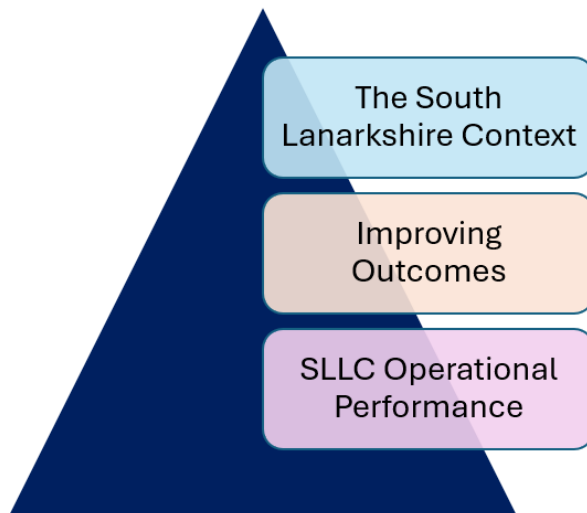 The South
Lanarkshire Context
Improving
Outcomes
SLLC Operational
Performance